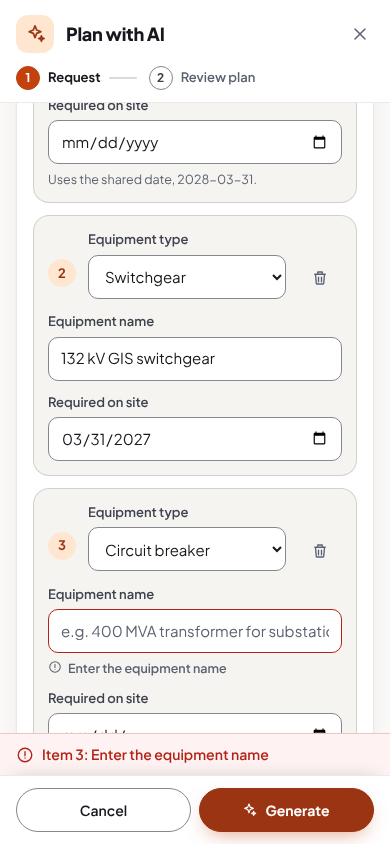 Plan with AI
1 Request 2 Review plan
Required on site
mm/dd/yyyy
Uses the shared date, 2028-03-31.
Equipment type
2 Switchgear
Equipment name
132 kV GIS switchgear
Required on site
03/31/2027
Equipment type
3 Circuit breaker
Equipment name
e.g. 400 MVA transformer for substatic
Enter the equipment name
Required on site
Item 3: Enter the equipment name
Cancel Generate